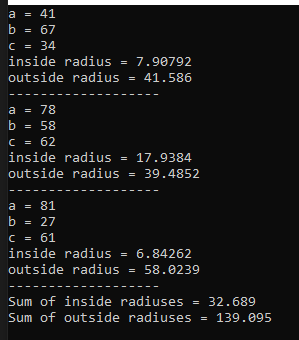 a = 41
b = 67
c = 34
inside radius = 7.90792
outside radius = 41.586
-------------------
a = 78
b = 58
c = 62
inside radius = 17.9384
outside radius = 39.4852
-------------------
a = 81
b = 27
c = 61
inside radius = 6.84262
outside radius = 58.0239
-------------------
Sum of inside radiuses = 32.689
Sum of outside radiuses = 139.095